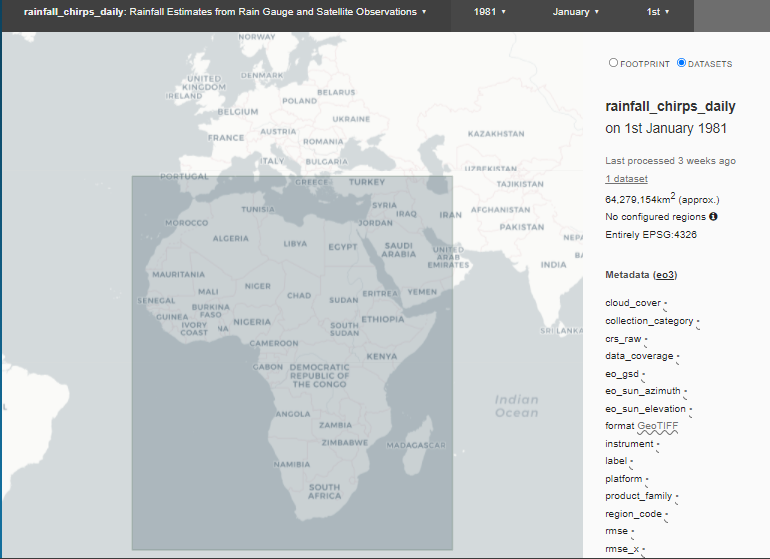 rainfall_chirps_daily: Rainfall Estimates from Rain Gauge and Satellite Observations ▾ 1981 ▾ January ▾ 1st ▾
FOOTPRINT DATASETS
rainfall_chirps_daily
on 1st January 1981
Last processed 3 weeks ago
1 dataset
64,279,154km2 (approx.)
No configured regions
Entirely EPSG:4326
Metadata (eo3)
cloud_cover -
collection_category -
crs_raw -
data_coverage -
eo_gsd -
eo_sun_azimuth -
eo_sun_elevation -
format GeoTIFF
instrument -
label -
platform -
product_family -
region_code -
rmse -
rmse_x -
NORWAY
UNITED
KINGDOM
DENMARK
IRELAND
BELARUS
POLAND
BELGIUM
UKRAINE
FRANCE
AUSTRIA
ROMANIA
KAZAKHSTAN
ITALY
BULGARIA
UZBEKISTAN
PORTUGAL
GREECE
TURKEY
TAJIKISTAN
TUNISIA
SYRIA
IRAQ
IRAN
AFGHANISTAN
MOROCCO
JORDAN
PAKISTAN
ALGERIA
LIBYA
EGYPT
SAUDI
ARABIA
UNITED
ARAB
EMIRATES
NEPA
INDIA
BA
MAURITANIA
MALI
NIGER
CHAD
SUDAN
ERITREA
YEMEN
SENEGAL
BURKINA
FASO
GUINEA
IVORY
COAST
NA
NIGERIA
SOUTH
SUDAN
ETHIOPIA
SRI LANKA
CAMEROON
KENYA
GABON
DEMOCRATIC
REPUBLIC OF
THE CONGO
Indian
Ocean
L
ANGOLA
ZAMBIA
ZIMBABWE
MADAGASCAR
NAMIBIA
SOUTH
AFRICA